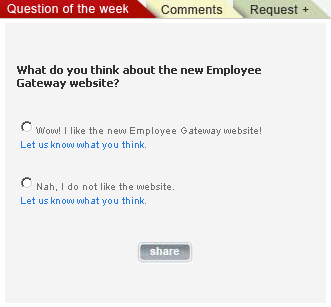 Question of the week Comments Request +
What do you think about the new Employee
Gateway website?
Wow! I like the new Employee Gateway website!
Let us know what you think.
Nah, I do not like the website.
Let us know what you think.
share